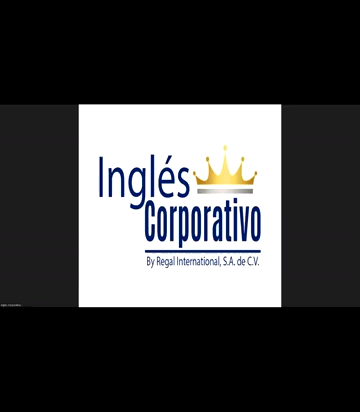 Inglés
Corporativo
By Regal International, S.A. de C.V.